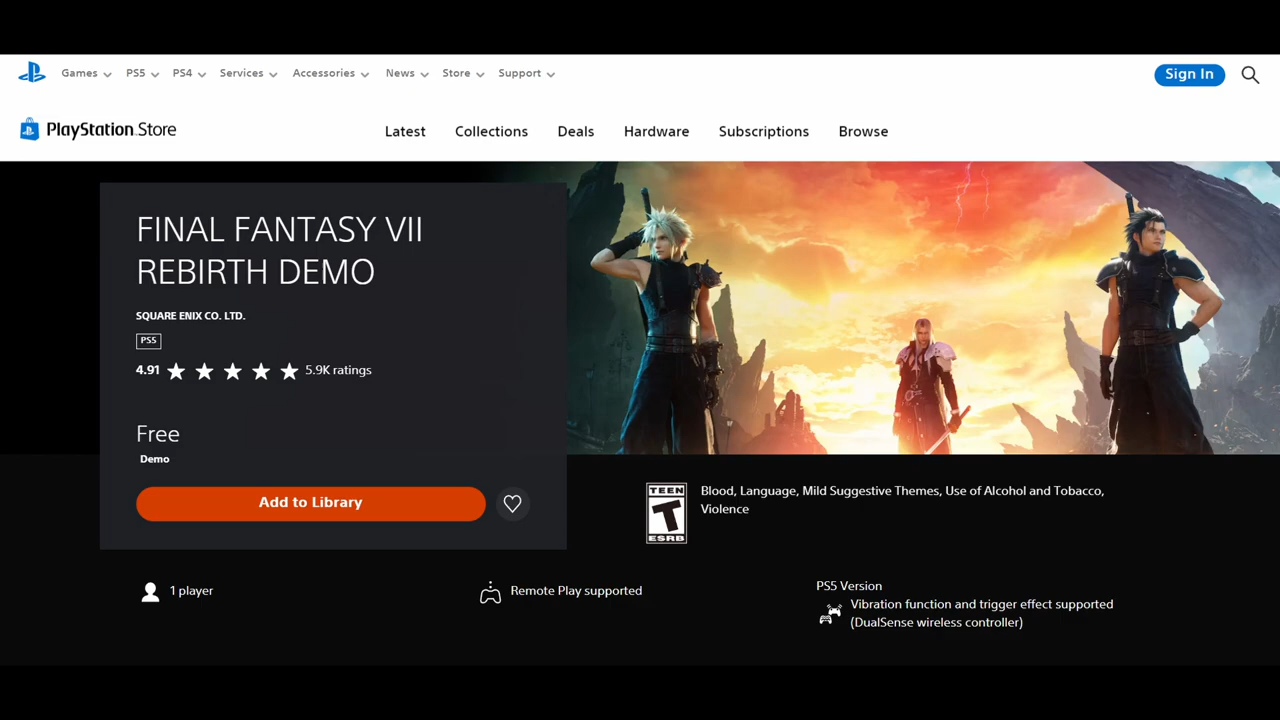 Games PS5 PS4 Services Accessories News Store Support Sign In
PlayStation Store Latest Collections Deals Hardware Subscriptions Browse
FINAL FANTASY VII
REBIRTH DEMO
SQUARE ENIX CO. LTD.
PS5
4.91 5.9K ratings
Free
Demo
Add to Library
TEEN
T
ESRB
Blood, Language, Mild Suggestive Themes, Use of Alcohol and Tobacco,
Violence
1 player
Remote Play supported
PS5 Version
Vibration function and trigger effect supported
(DualSense wireless controller)